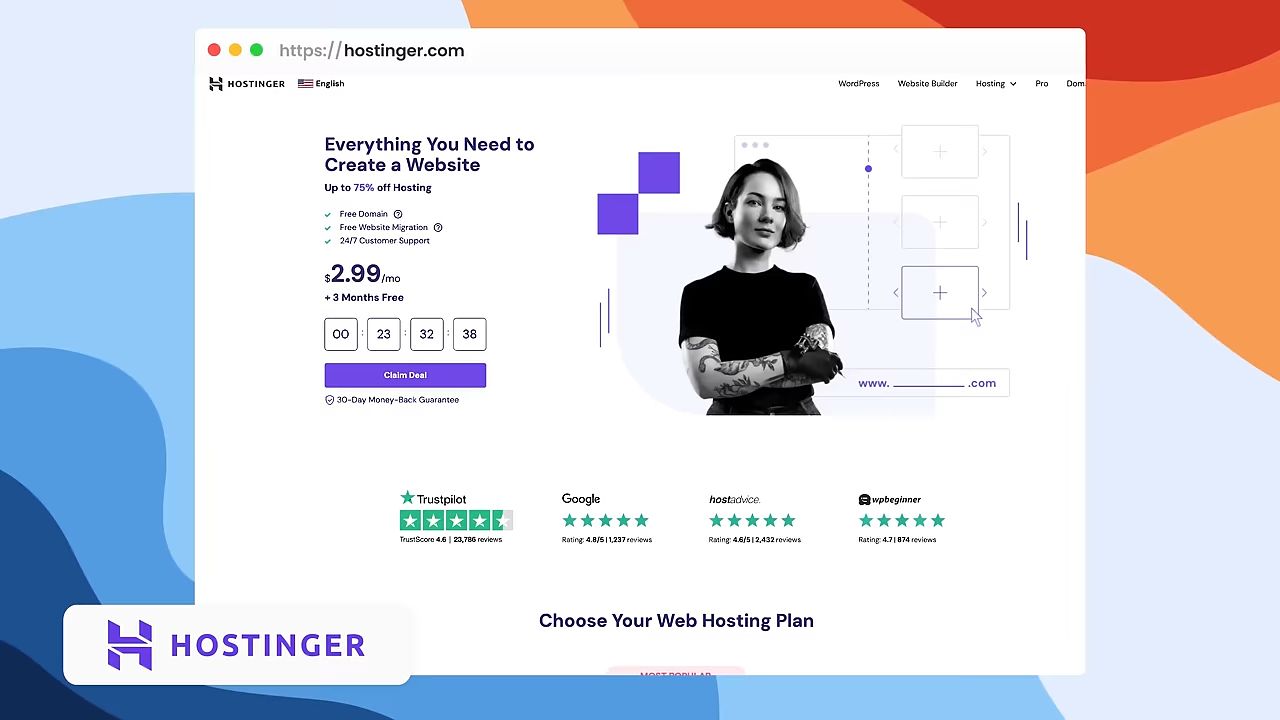 https://hostinger.com
HOSTINGER English WordPress Website Builder Hosting Pro Dom
Everything You Need to
Create a Website
Up to 75% off Hosting
Free Domain
Free Website Migration
24/7 Customer Support
$2.99/mo
+ 3 Months Free
00 : 23 : 32 : 38
Claim Deal
30-Day Money-Back Guarantee
www. ________ .com
Trustpilot
TrustScore 4.6 | 23,786 reviews
Google
Rating: 4.8/5 | 1,237 reviews
hostadvice.
Rating: 4.6/5 | 2,432 reviews
wpbeginner
Rating: 4.7 | 874 reviews
Choose Your Web Hosting Plan
MOST POPULAR
HOSTINGER